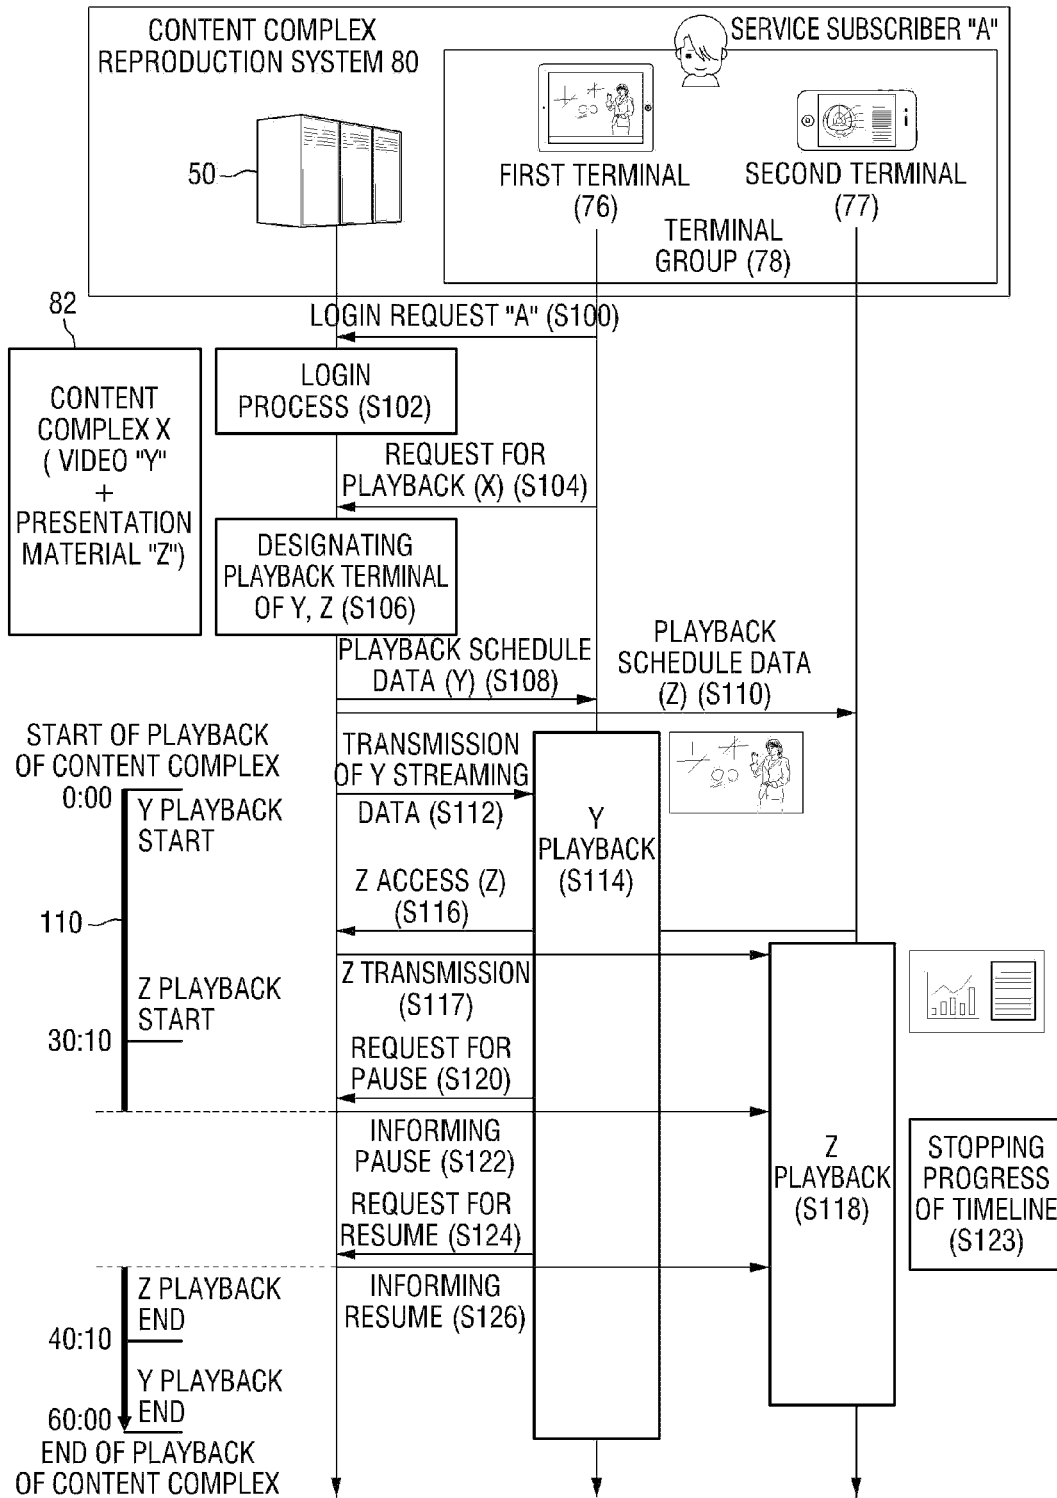 CONTENT COMPLEX
REPRODUCTION SYSTEM 80
SERVICE SUBSCRIBER "A"
50
FIRST TERMINAL
(76)
SECOND TERMINAL
(77)
TERMINAL
GROUP (78)
82
LOGIN REQUEST "A" (S100)
CONTENT
COMPLEX X
( VIDEO "Y"
+
PRESENTATION
MATERIAL "Z")
LOGIN
PROCESS (S102)
REQUEST FOR
PLAYBACK (X) (S104)
DESIGNATING
PLAYBACK TERMINAL
OF Y, Z (S106)
PLAYBACK SCHEDULE
DATA (Y) (S108)
PLAYBACK
SCHEDULE DATA
(Z) (S110)
START OF PLAYBACK
OF CONTENT COMPLEX
0:00
Y PLAYBACK
START
TRANSMISSION
OF Y STREAMING
DATA (S112)
Y
PLAYBACK
(S114)
Z ACCESS (Z)
(S116)
110
Z TRANSMISSION
(S117)
Z PLAYBACK
START
30:10
REQUEST FOR
PAUSE (S120)
INFORMING
PAUSE (S122)
Z
PLAYBACK
(S118)
STOPPING
PROGRESS
OF TIMELINE
(S123)
REQUEST FOR
RESUME (S124)
INFORMING
RESUME (S126)
Z PLAYBACK
END
40:10
Y PLAYBACK
END
60:00
END OF PLAYBACK
OF CONTENT COMPLEX